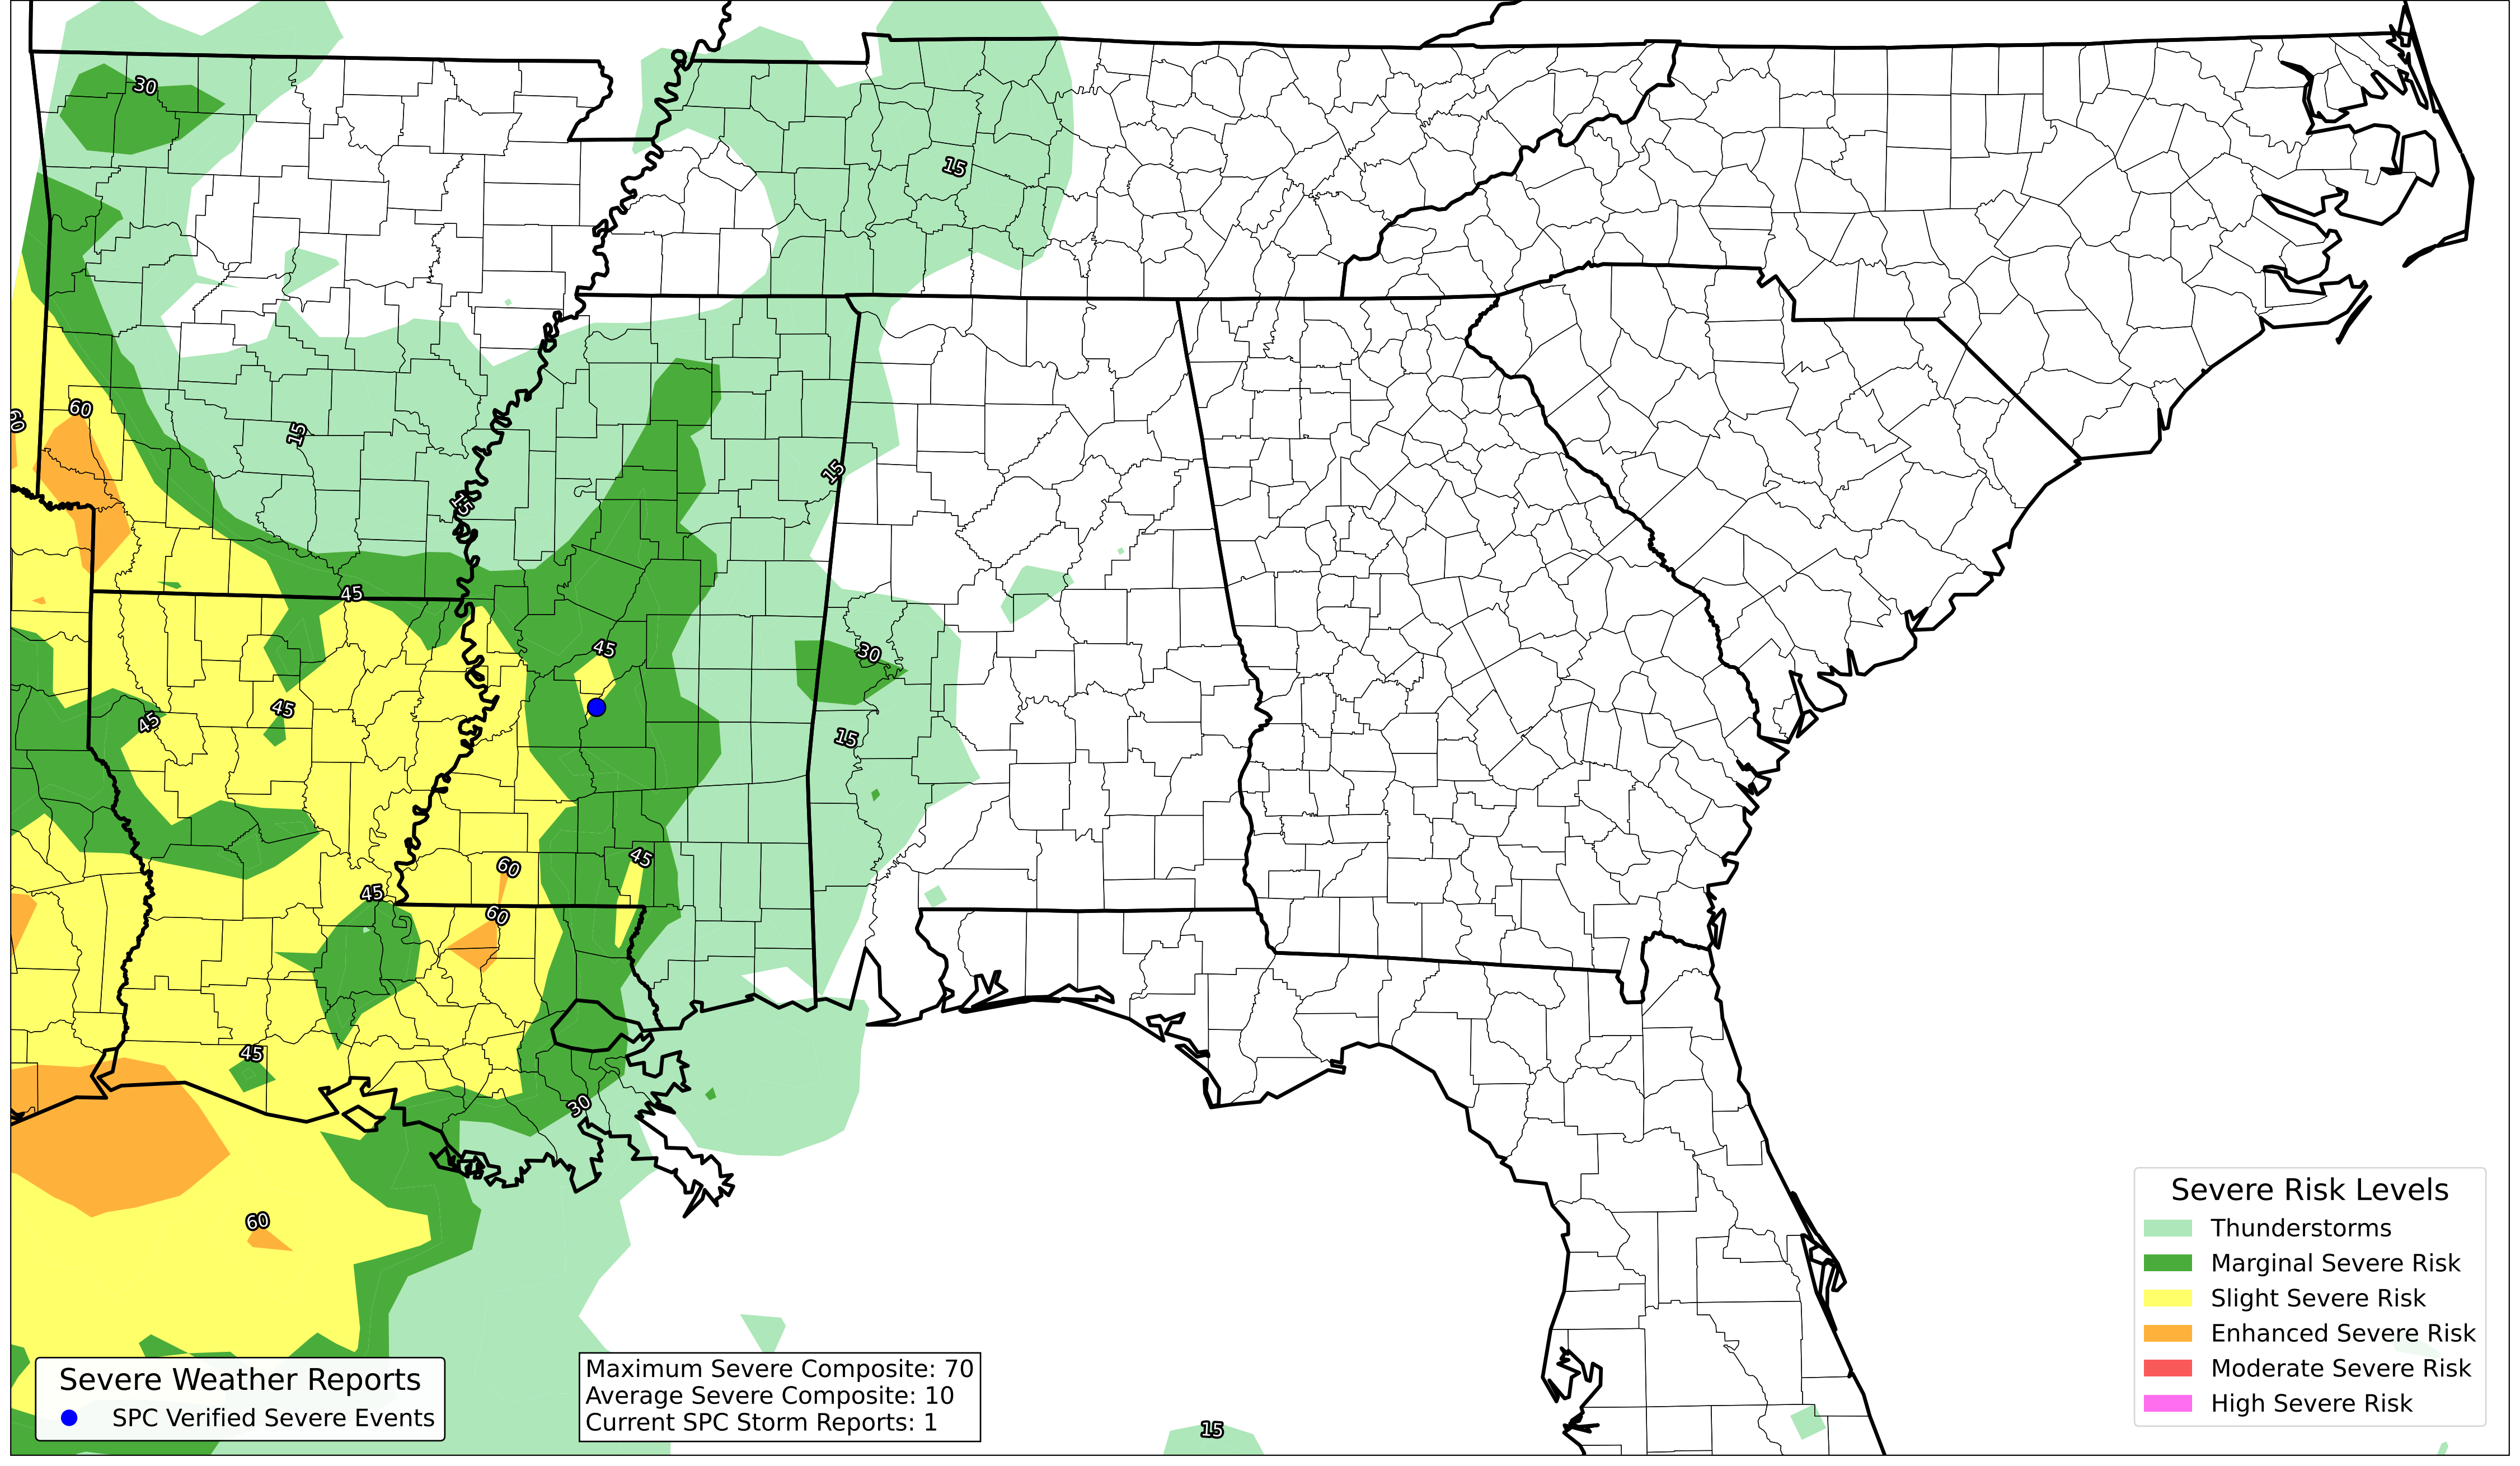 30
15
60
15
15
15
45
45
30
45
45
15
60
45
45
60
45
30
60
15
Severe Risk Levels
Thunderstorms
Marginal Severe Risk
Slight Severe Risk
Enhanced Severe Risk
Moderate Severe Risk
High Severe Risk
Severe Weather Reports
SPC Verified Severe Events
Maximum Severe Composite: 70
Average Severe Composite: 10
Current SPC Storm Reports: 1